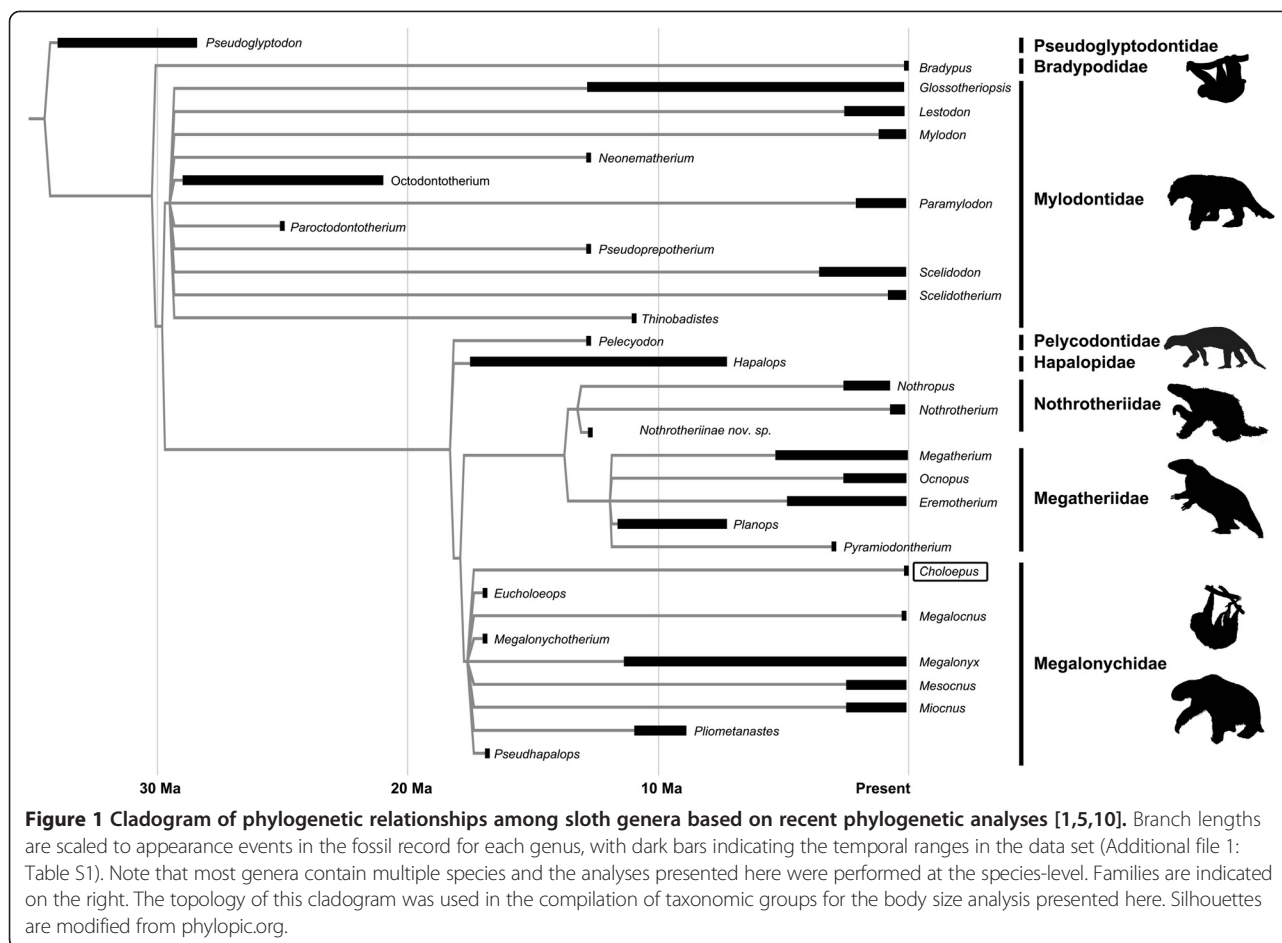 Pseudoglyptodon
Pseudoglyptodontidae
Bradypus
Bradypodidae
Glossotheriopsis
Lestodon
Mylodon
Neonematherium
Octodontotherium
Paramylodon
Mylodontidae
Paroctodontotherium
Pseudoprepotherium
Scelidodon
Scelidotherium
Thinobadistes
Pelecyodon
Pelycodontidae
Hapalops
Hapalopidae
Nothropus
Nothrotherium
Nothrotheriidae
Nothrotheriinae nov. sp.
Megatherium
Ocnopus
Megatheriidae
Eremotherium
Planops
Pyramiodontherium
Choloepus
Eucholoeops
Megalocnus
Megalonychotherium
Megalonyx
Megalonychidae
Mesocnus
Miocnus
Pliometanastes
Pseudhapalops
30 Ma 20 Ma 10 Ma Present
Figure 1 Cladogram of phylogenetic relationships among sloth genera based on recent phylogenetic analyses [1,5,10]. Branch lengths
are scaled to appearance events in the fossil record for each genus, with dark bars indicating the temporal ranges in the data set (Additional file 1:
Table S1). Note that most genera contain multiple species and the analyses presented here were performed at the species-level. Families are indicated
on the right. The topology of this cladogram was used in the compilation of taxonomic groups for the body size analysis presented here. Silhouettes
are modified from phylopic.org.